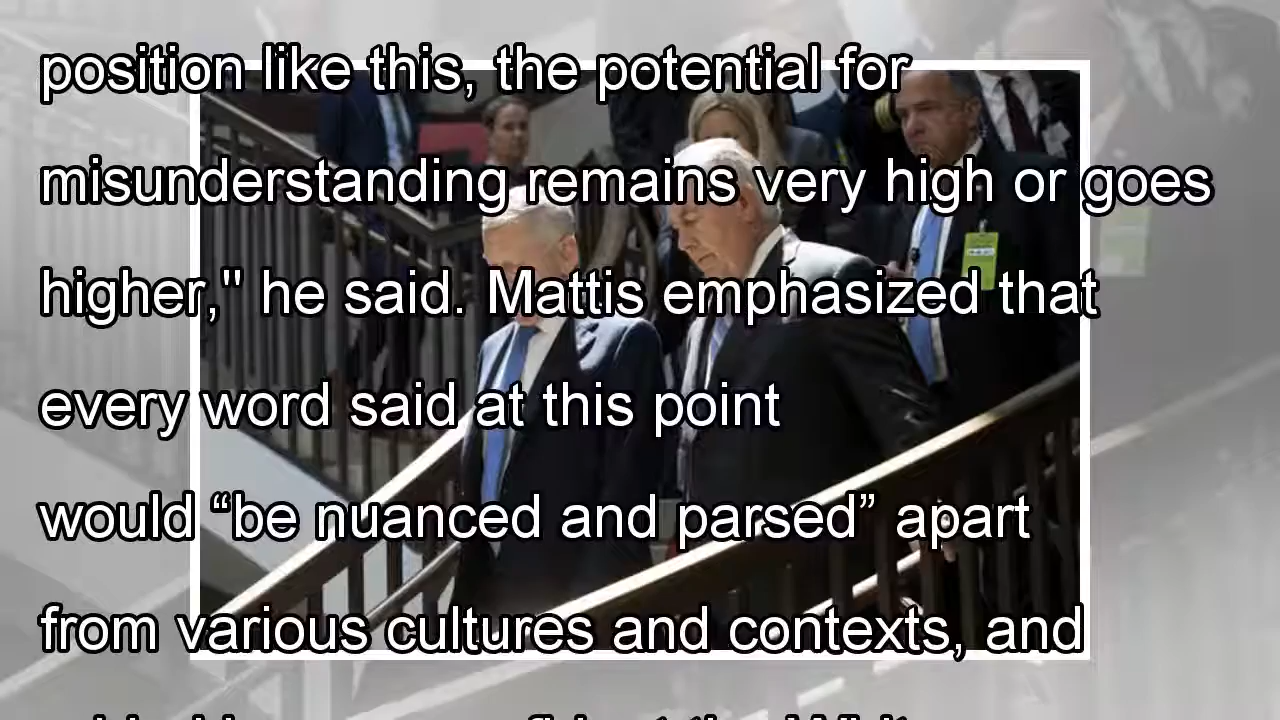 position like this, the potential for
misunderstanding remains very high or goes
higher," he said. Mattis emphasized that
every word said at this point
would “be nuanced and parsed” apart
from various cultures and contexts, and